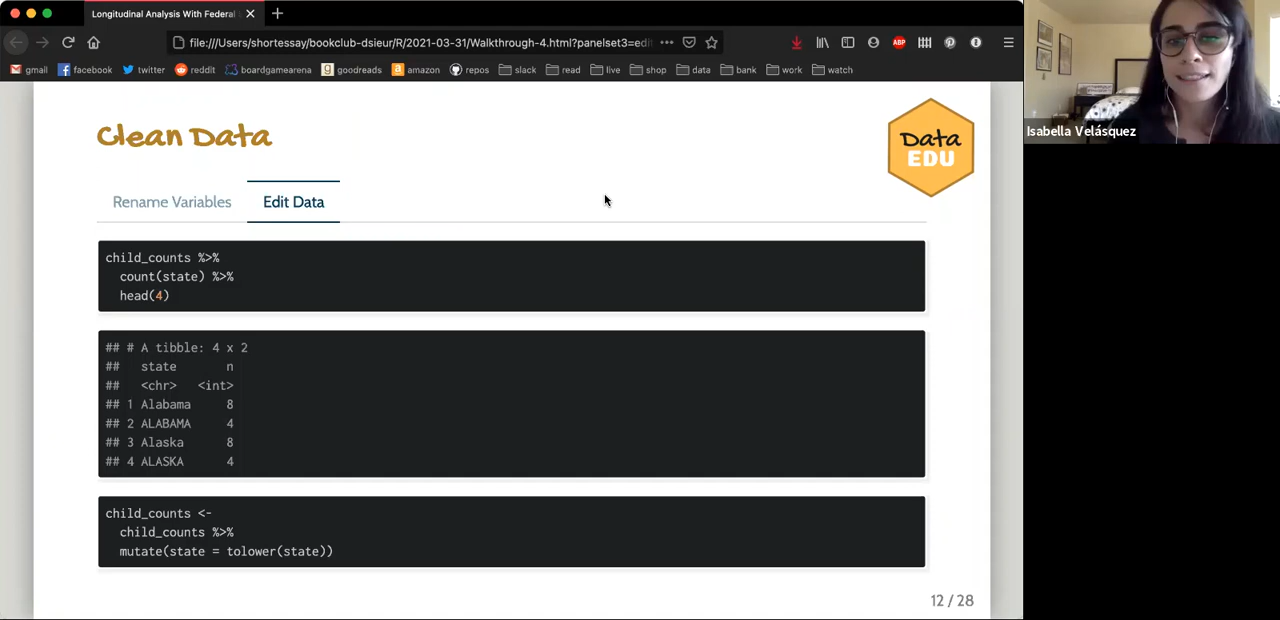 Longitudinal Analysis With Federal
file:///Users/shortessay/bookclub-dsieur/R/2021-03-31/Walkthrough-4.html?panelset3=edit
gmail facebook twitter reddit boardgamearena goodreads amazon repos slack read live shop data bank work watch
ABP
Isabella Velásquez
Clean Data
Data
EDU
Rename Variables Edit Data
child_counts %>%
count(state) %>%
head(4)
## # A tibble: 4 x 2
## state n
## <chr> <int>
## 1 Alabama 8
## 2 ALABAMA 4
## 3 Alaska 8
## 4 ALASKA 4
child_counts <-
child_counts %>%
mutate(state = tolower(state))
12 / 28